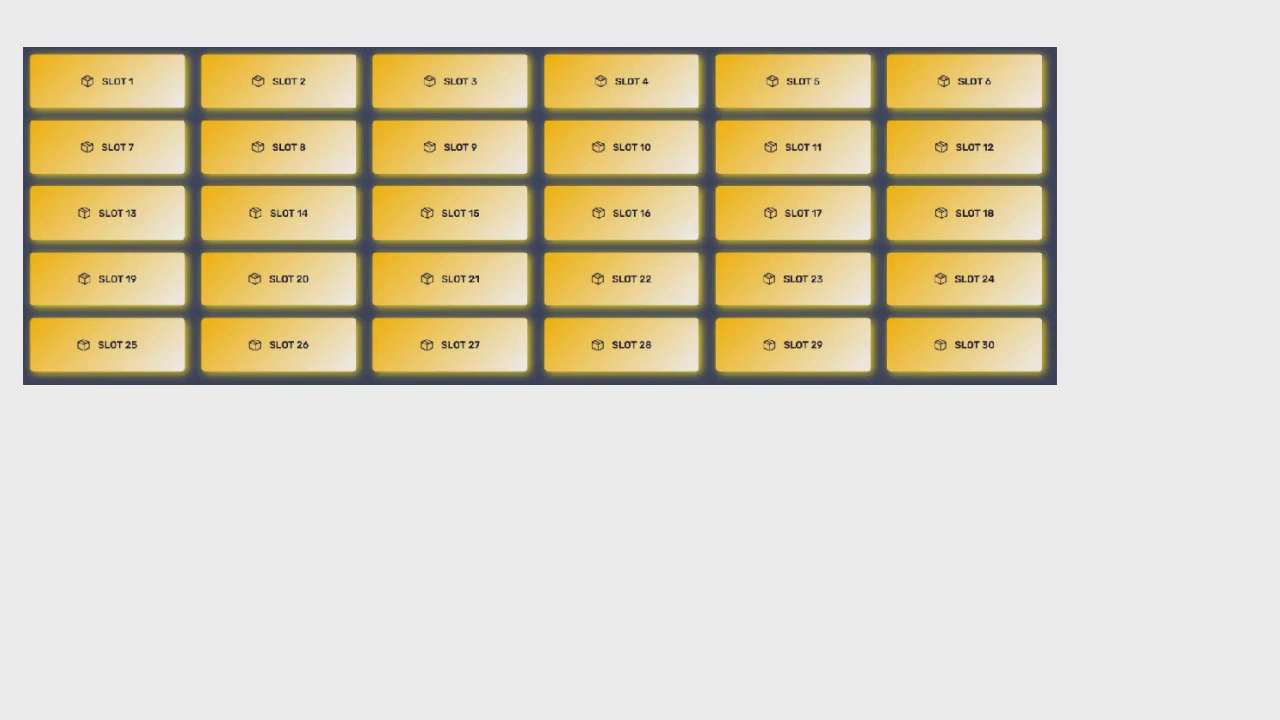 SLOT 1
SLOT 2
SLOT 3
SLOT 4
SLOT 5
SLOT 6
SLOT 7
SLOT 8
SLOT 9
SLOT 10
SLOT 11
SLOT 12
SLOT 13
SLOT 14
SLOT 15
SLOT 16
SLOT 17
SLOT 18
SLOT 19
SLOT 20
SLOT 21
SLOT 22
SLOT 23
SLOT 24
SLOT 25
SLOT 26
SLOT 27
SLOT 28
SLOT 29
SLOT 30